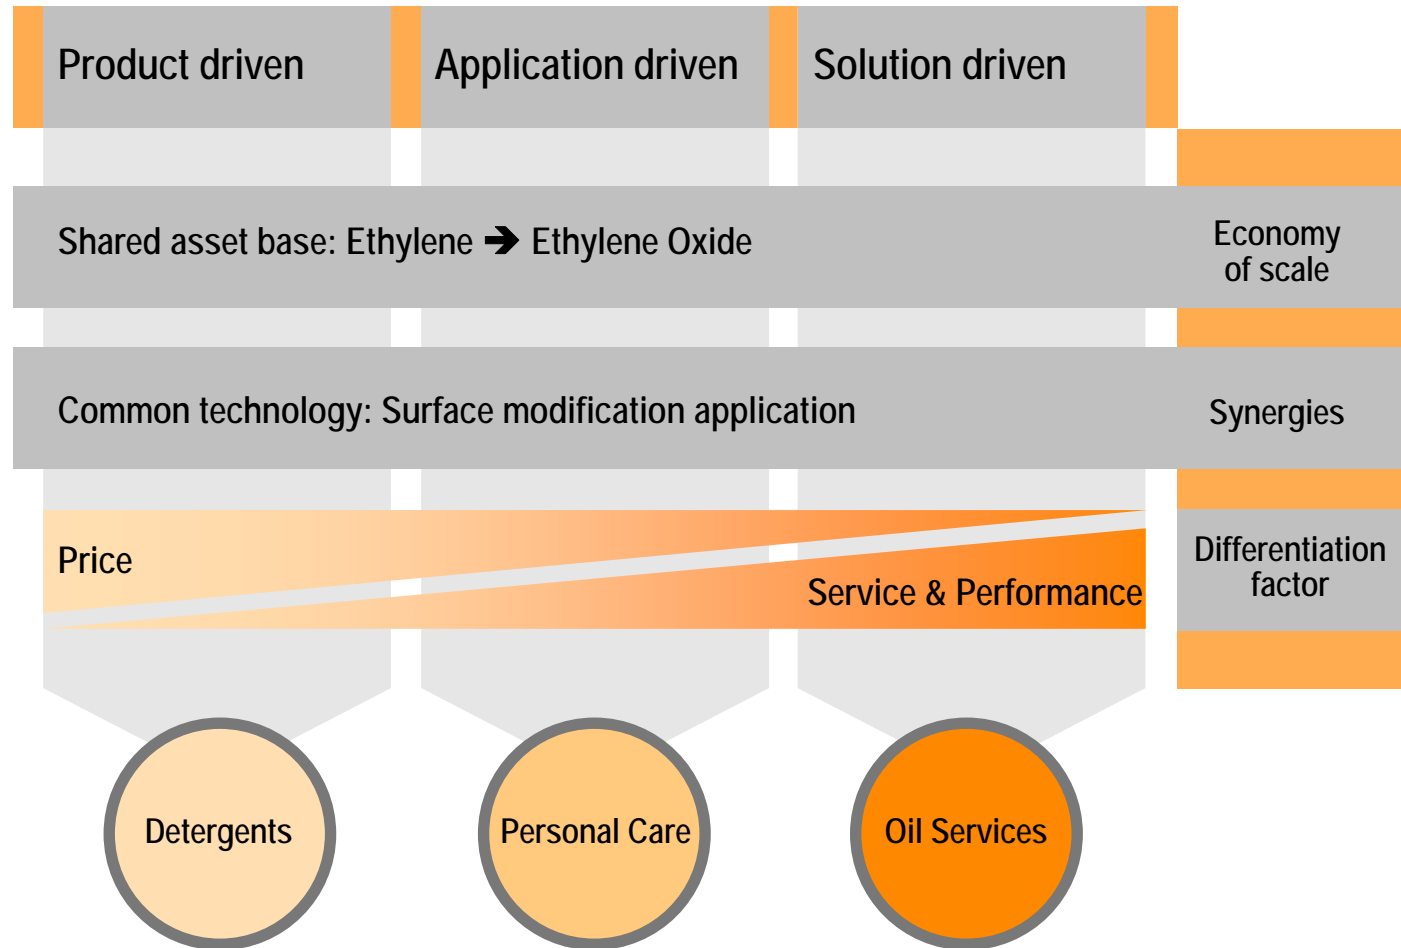 Product driven
Application driven
Solution driven
Shared asset base: Ethylene ➔ Ethylene Oxide
Economy
of scale
Common technology: Surface modification application
Synergies
Price
Service & Performance
Differentiation
factor
Detergents
Personal Care
Oil Services